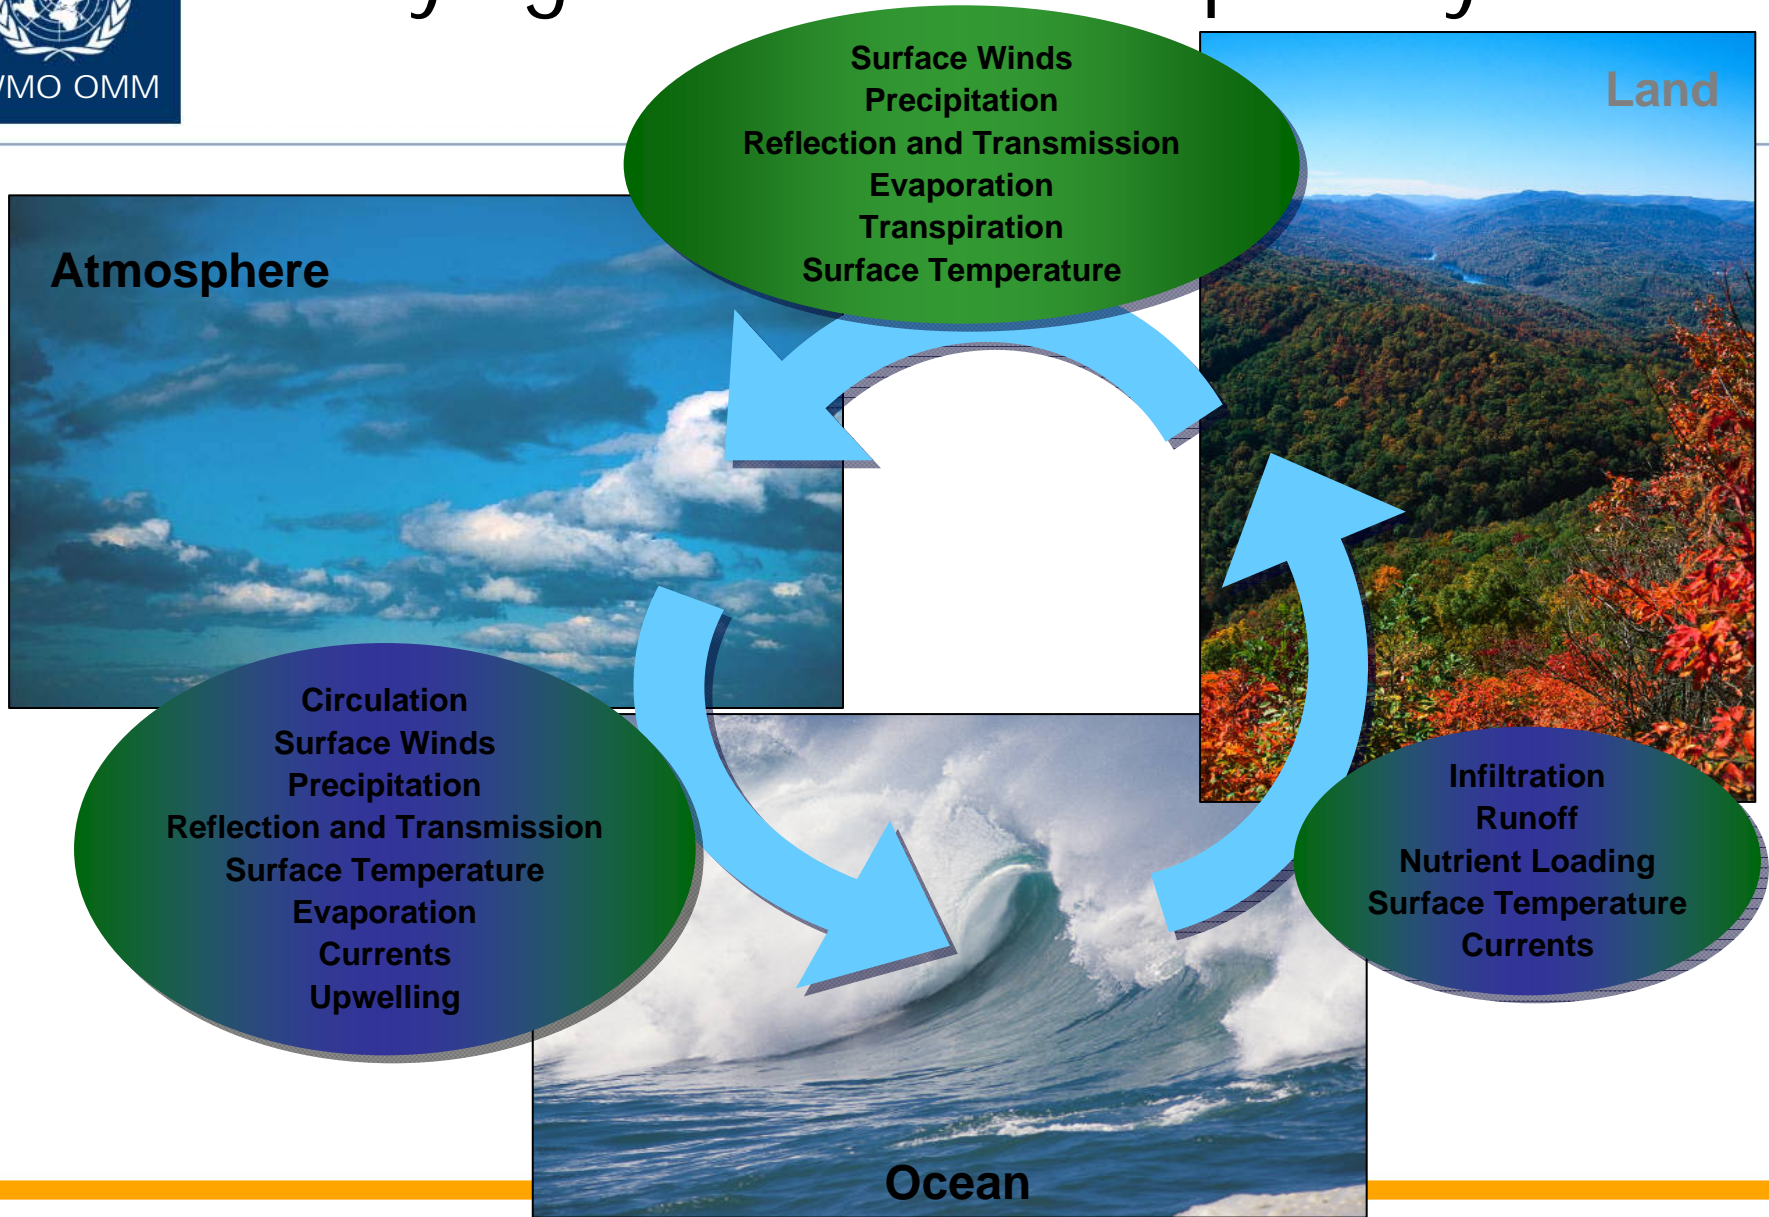 OMM
Surface Winds
Precipitation
Reflection and Transmission
Evaporation
Transpiration
Surface Temperature
Land
Atmosphere
Circulation
Surface Winds
Precipitation
Reflection and Transmission
Surface Temperature
Evaporation
Currents
Upwelling
Infiltration
Runoff
Nutrient Loading
Surface Temperature
Currents
Ocean